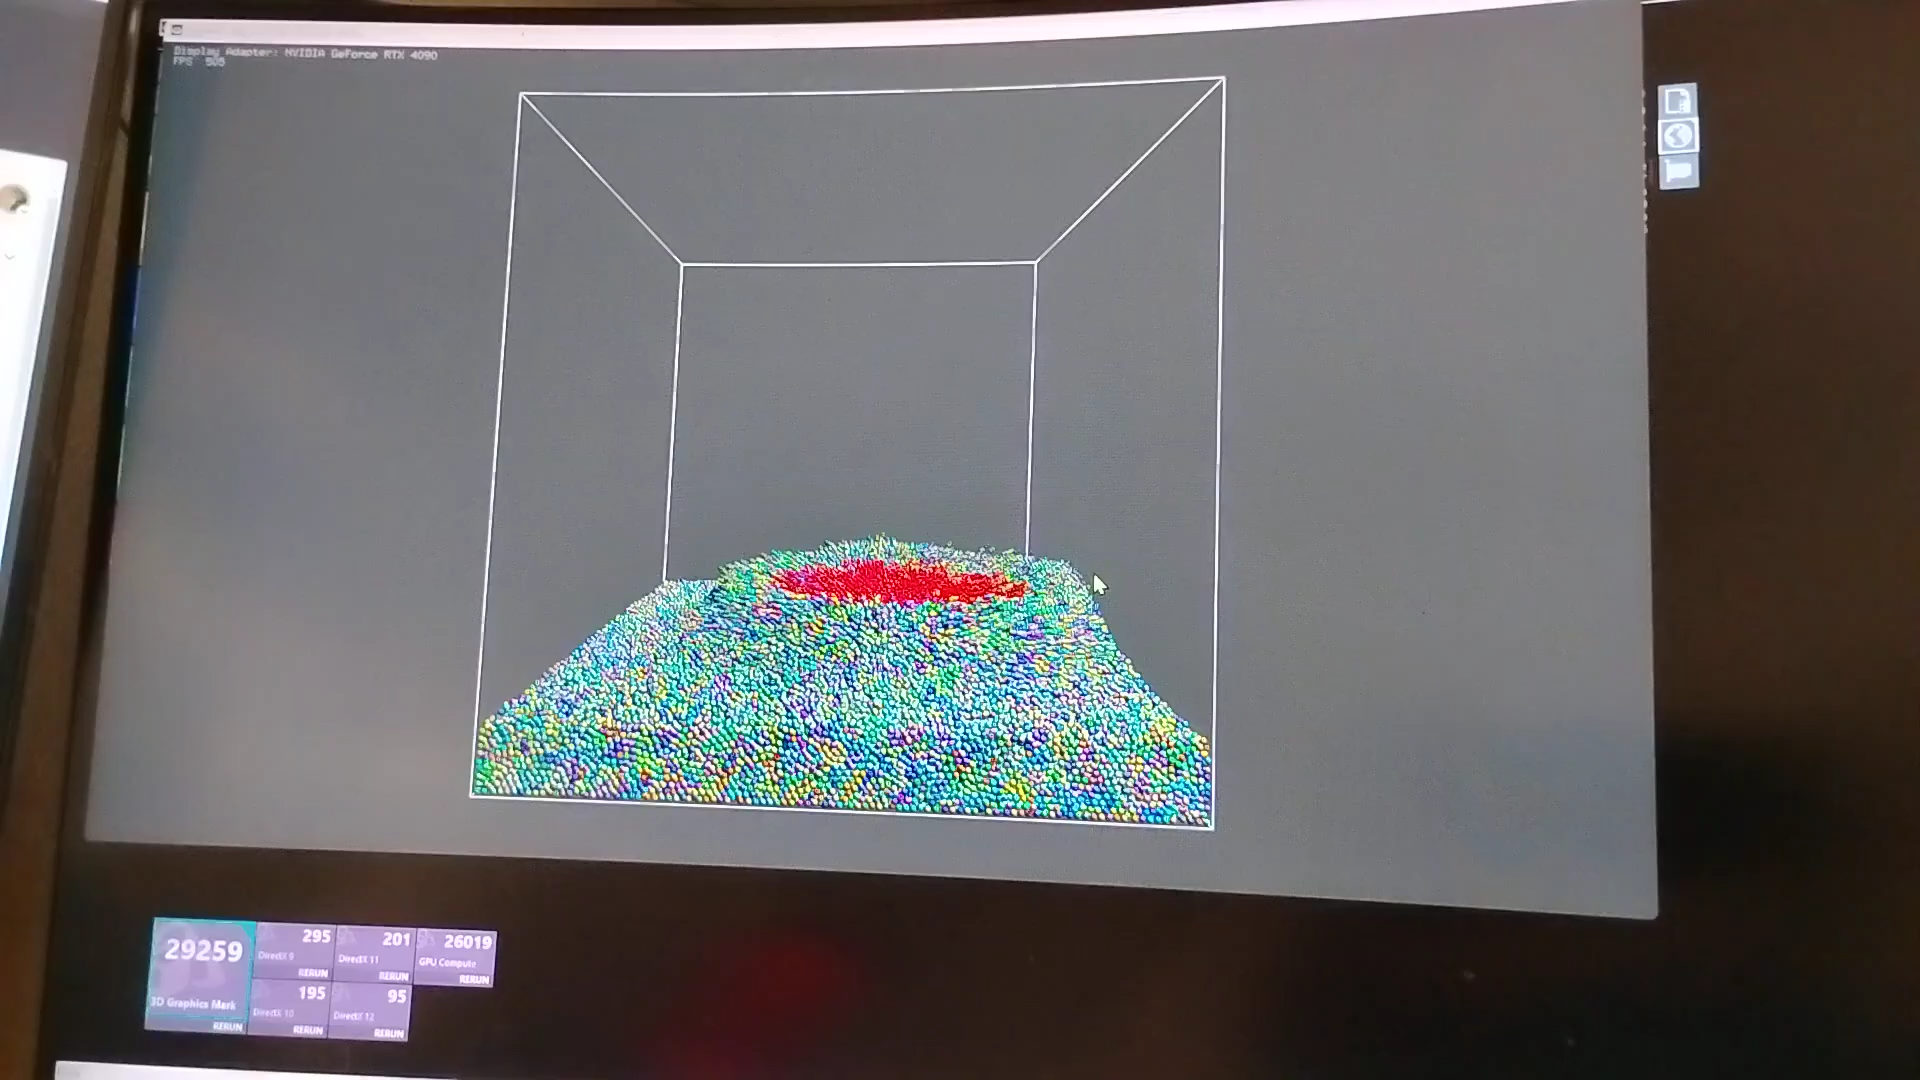 Display Adapter: NVIDIA GeForce RTX 4090
FPS 505
29259
3D Graphics Mark
RERUN
295
DirectX 9
RERUN
201
DirectX 11
RERUN
26019
GPU Compute
RERUN
195
DirectX 10
RERUN
95
DirectX 12
RERUN